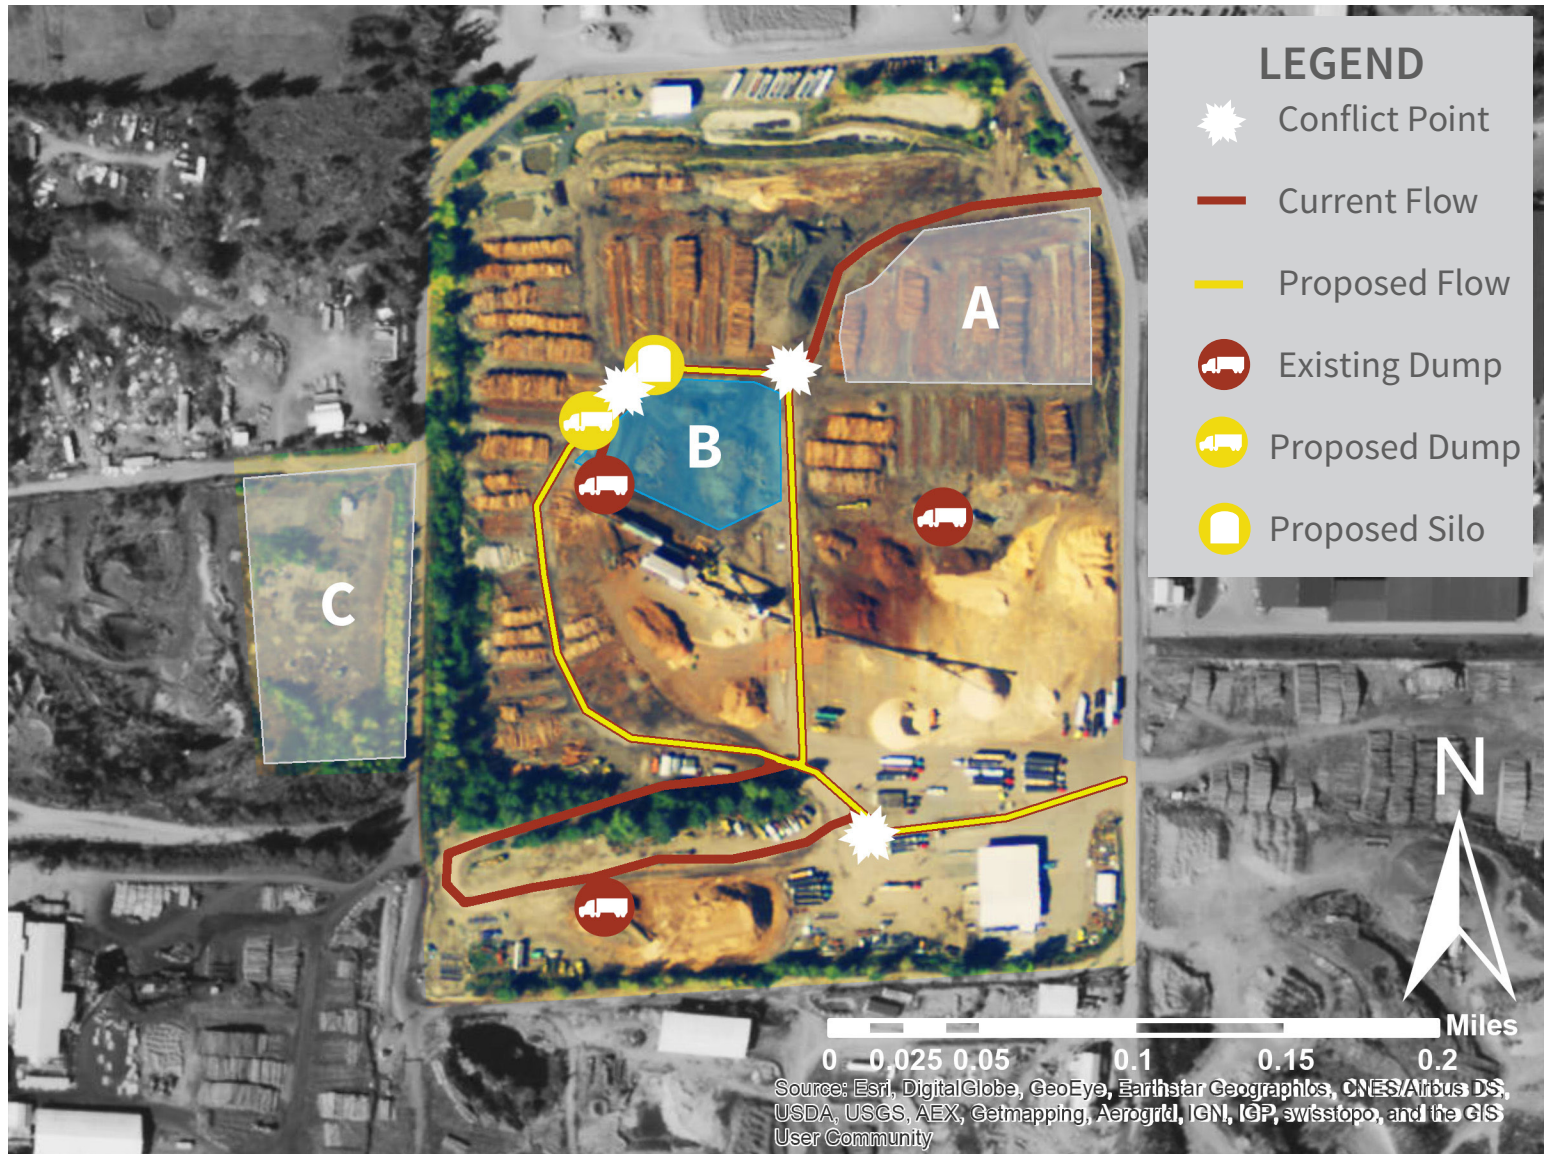 LEGEND
Conflict Point
Current Flow
Proposed Flow
Existing Dump
Proposed Dump
Proposed Silo
A
B
C
N
Miles
0 0.025 0.05 0.1 0.15 0.2
Source: Esri, DigitalGlobe, GeoEye, Earthstar Geographics, CNES/Airbus DS,
USDA, USGS, AEX, Getmapping, Aerogrid, IGN, IGP, swisstopo, and the GIS
User Community